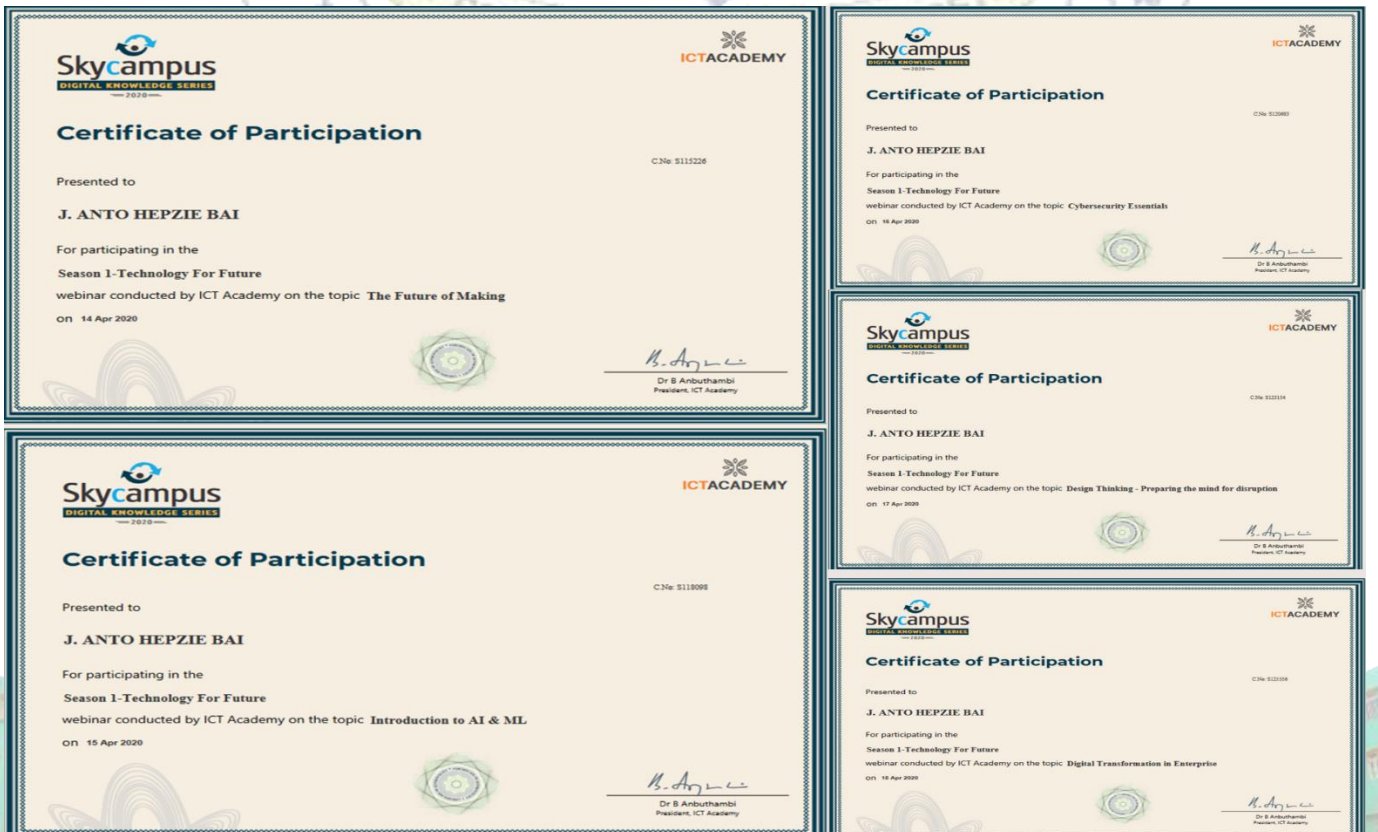 Skycampus
DIGITAL KNOWLEDGE SERIES
2020
ICTACADEMY
Certificate of Participation
C.No: S115226
Presented to
J. ANTO HEPZIE BAI
For participating in the
Season 1-Technology For Future
webinar conducted by ICT Academy on the topic The Future of Making
on 14 Apr 2020
Dr B Anbuthambi
President, ICT Academy
Skycampus
DIGITAL KNOWLEDGE SERIES
2020
ICTACADEMY
Certificate of Participation
C.No: S118098
Presented to
J. ANTO HEPZIE BAI
For participating in the
Season 1-Technology For Future
webinar conducted by ICT Academy on the topic Introduction to AI & ML
on 15 Apr 2020
Dr B Anbuthambi
President, ICT Academy
Skycampus
DIGITAL KNOWLEDGE SERIES
2020
ICTACADEMY
Certificate of Participation
C.No:
Presented to
J. ANTO HEPZIE BAI
For participating in the
Season 1-Technology For Future
webinar conducted by ICT Academy on the topic Cybersecurity Essentials
on 16 Apr 2020
Dr B Anbuthambi
President, ICT Academy
Skycampus
DIGITAL KNOWLEDGE SERIES
2020
ICTACADEMY
Certificate of Participation
C.No:
Presented to
J. ANTO HEPZIE BAI
For participating in the
Season 1-Technology For Future
webinar conducted by ICT Academy on the topic Design Thinking - Preparing the mind for disruption
on 17 Apr 2020
Dr B Anbuthambi
President, ICT Academy
Skycampus
DIGITAL KNOWLEDGE SERIES
2020
ICTACADEMY
Certificate of Participation
C.No:
Presented to
J. ANTO HEPZIE BAI
For participating in the
Season 1-Technology For Future
webinar conducted by ICT Academy on the topic Digital Transformation in Enterprise
on 18 Apr 2020
Dr B Anbuthambi
President, ICT Academy